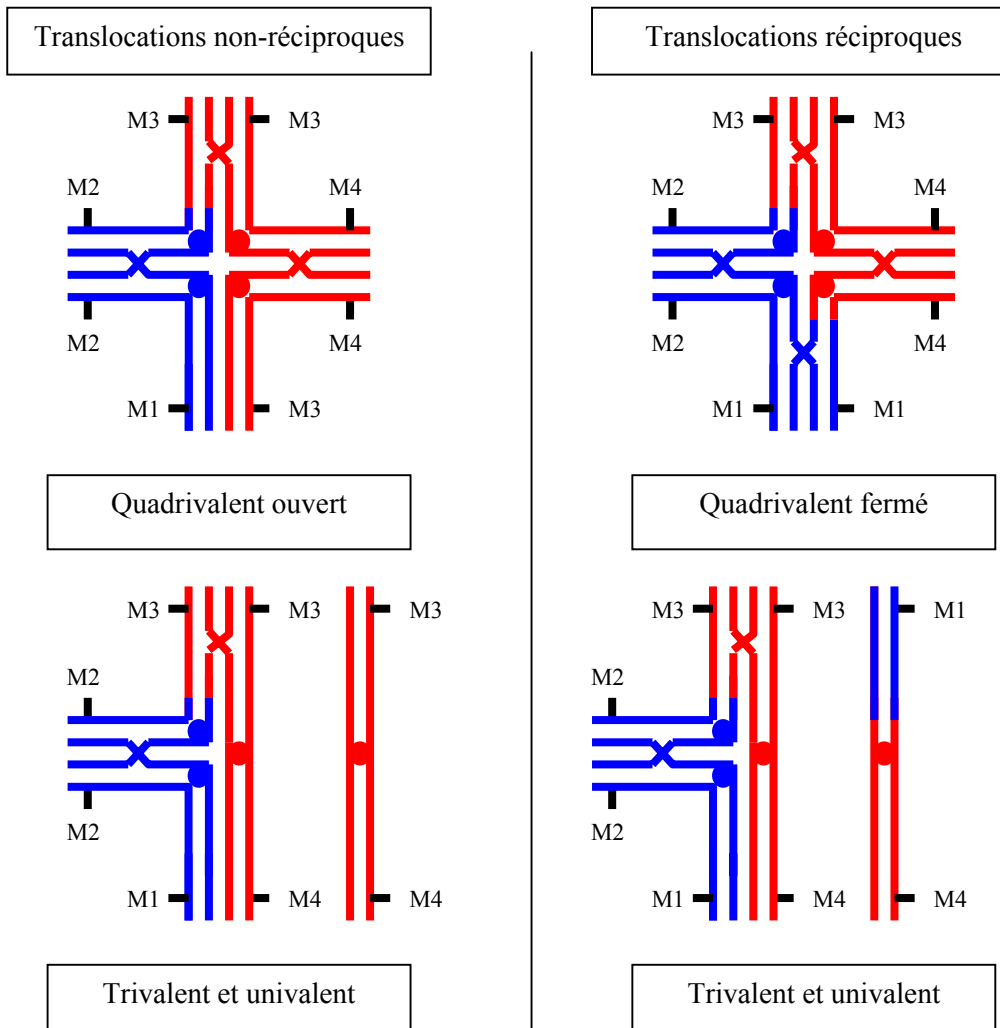 Translocations non-réciproques
Translocations réciproques
M3
M3
M3
M3
M2
M4
M2
M4
M2
M4
M2
M4
M1
M3
M1
M1
Quadrivalent ouvert
Quadrivalent fermé
M3
M3
M3
M3
M3
M1
M2
M2
M2
M2
M1
M4
M4
M1
M4
M4
Trivalent et univalent
Trivalent et univalent